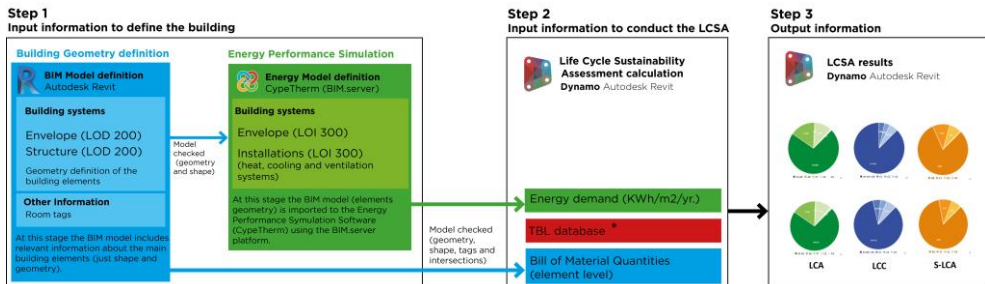 Step 1
Input information to define the building
Building Geometry definition
BIM Model definition
Autodesk Revit
Building systems
Envelope (LOD 200)
Structure (LOD 200)
Geometry definition of the
building elements
Other Information
Room tags
At this stage the BIM model includes
relevant information about the main
building elements (just shape and
geometry).
Model
checked
(geometry
and shape)
Energy Performance Simulation
Energy Model definition
CypeTherm (BIM.server)
Building systems
Envelope (LOI 300)
Installations (LOI 300)
(heat, cooling and ventilation
systems)
At this stage the BIM model (elements
geometry) is imported to the Energy
Performance Symulation Software
(CypeTherm) using the BIM.server
platform.
Model checked
(geometry,
shape, tags and
intersections)
Step 2
Input information to conduct the LCSA
Life Cycle Sustainability
Assessment calculation
Dynamo Autodesk Revit
Energy demand (KWh/m2/yr.)
TBL database *
Bill of Material Quantities
(element level)
Step 3
Output information
LCSA results
Dynamo Autodesk Revit
LCA
LCC
S-LCA